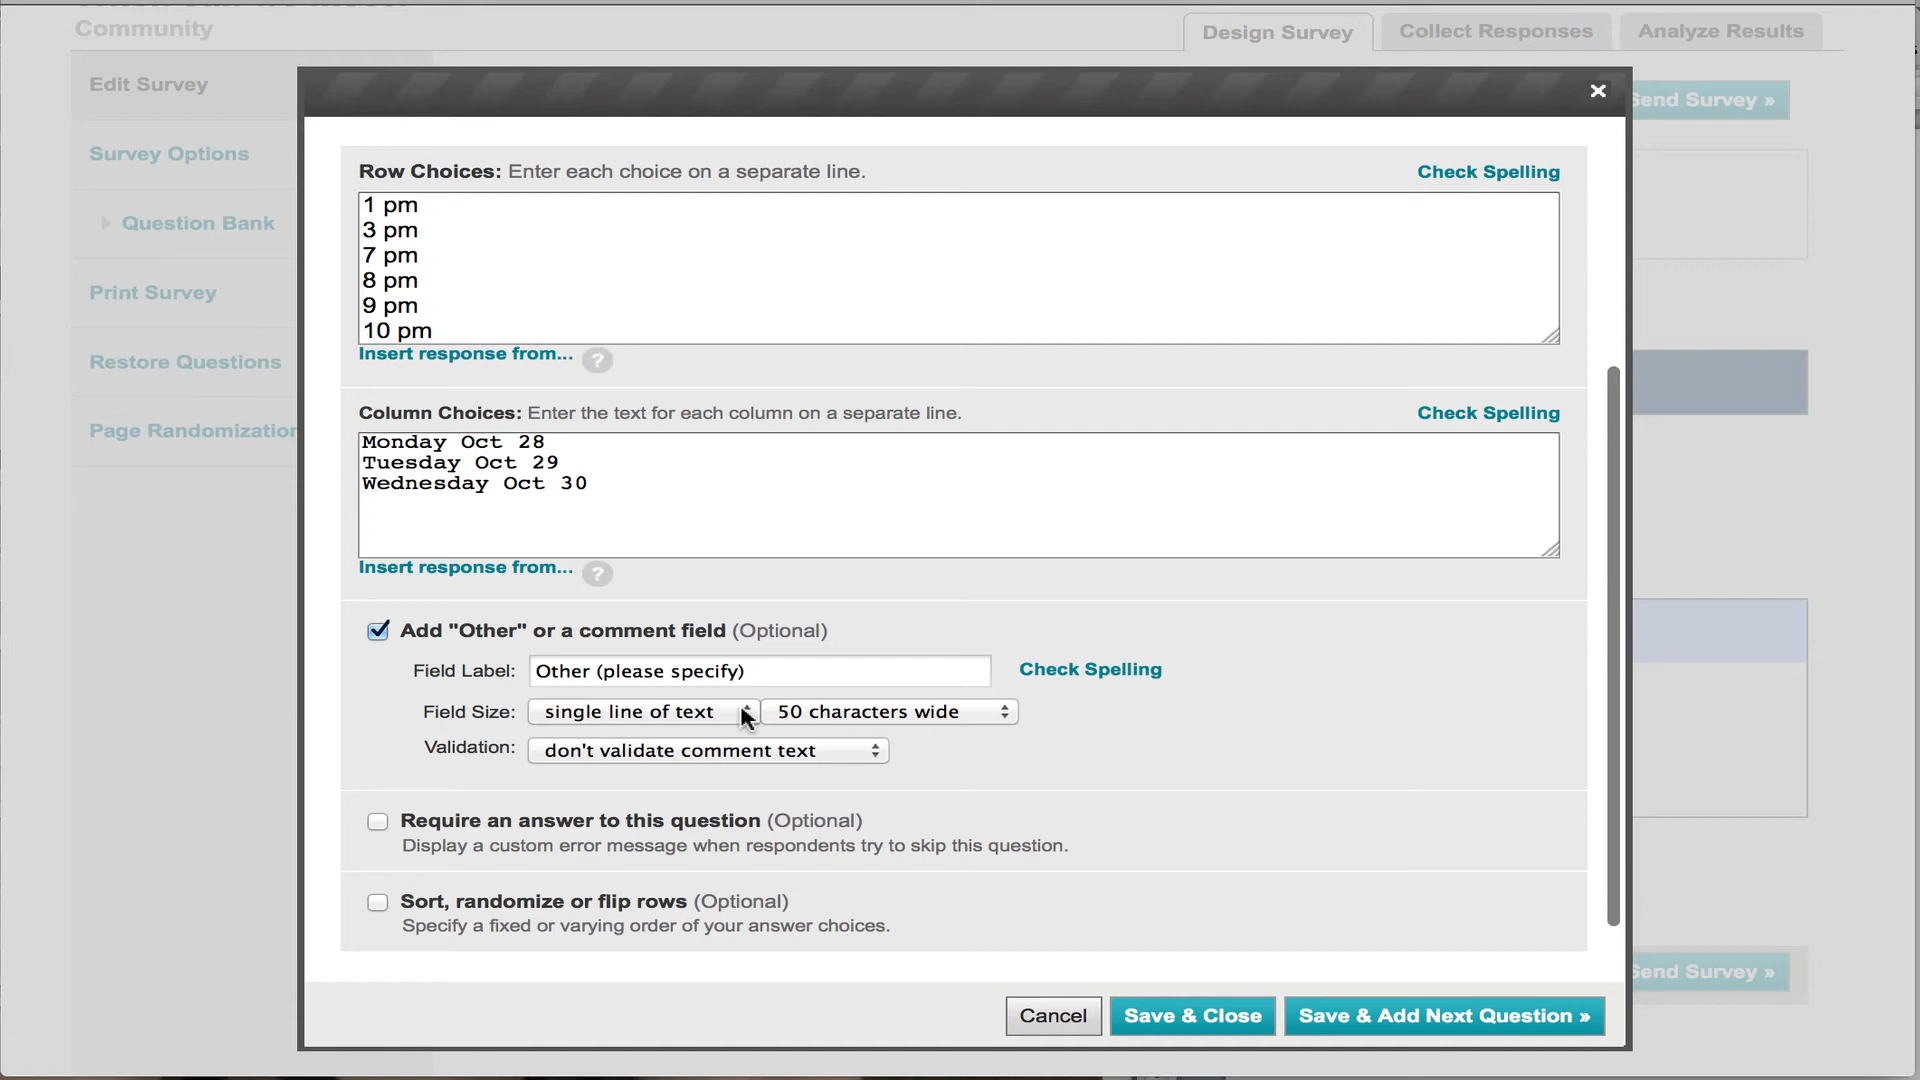 Community
Design Survey
Collect Responses
Analyze Results
Edit Survey
Send Survey »
Survey Options
Question Bank
Print Survey
Restore Questions
Page Randomization
Row Choices: Enter each choice on a separate line.
Check Spelling
1 pm
3 pm
7 pm
8 pm
9 pm
10 pm
Insert response from... ?
Column Choices: Enter the text for each column on a separate line.
Check Spelling
Monday Oct 28
Tuesday Oct 29
Wednesday Oct 30
Insert response from... ?
Add "Other" or a comment field (Optional)
Field Label: Other (please specify) Check Spelling
Field Size: single line of text 50 characters wide
Validation: don't validate comment text
Require an answer to this question (Optional)
Display a custom error message when respondents try to skip this question.
Sort, randomize or flip rows (Optional)
Specify a fixed or varying order of your answer choices.
Send Survey »
Cancel
Save & Close
Save & Add Next Question »